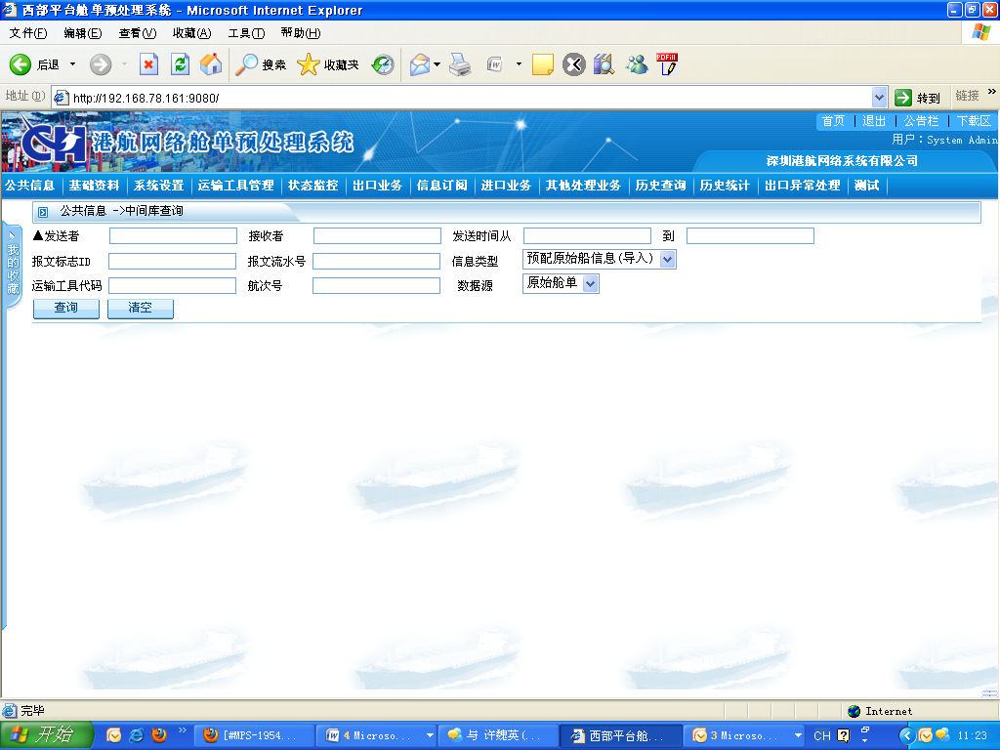 西部平台舱单预处理系统 - Microsoft Internet Explorer
文件(F) 编辑(E) 查看(V) 收藏(A) 工具(T) 帮助(H)
后退 搜索 收藏夹
地址(D) http://192.168.78.161:9080/ 转到 链接 »
CH 港航网络舱单预处理系统
首页 | 退出 | 公告栏 | 下载区
用户：System Admin
深圳港航网络系统有限公司
公共信息 基础资料 系统设置 运输工具管理 状态监控 出口业务 信息订阅 进口业务 其他处理业务 历史查询 历史统计 出口异常处理 测试
公共信息 ->中间库查询
我的收藏
▲发送者 接收者 发送时间从 到
报文标志ID 报文流水号 信息类型 预配原始船信息(导入)
运输工具代码 航次号 数据源 原始舱单
查询 清空
完毕 Internet
开始 » [#MPS-1954... 4 Microso... 与 许魏英(... 西部平台舱... 3 Microso... CH 11:23